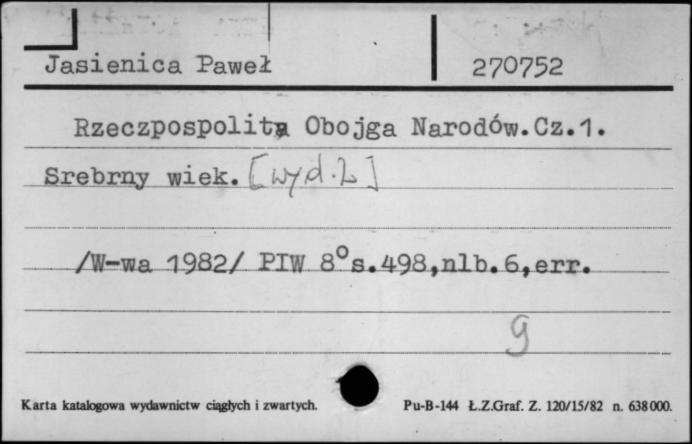 Jasienica Paweł 270752
Rzeczpospolita Obojga Narodów.Cz.1.
Srebrny wiek. [wyd.2]
/W-wa 1982/ PIW 8° s.498,nlb.6,err.
g
Karta katalogowa wydawnictw ciągłych i zwartych. Pu-B-144 Ł.Z.Graf. Z. 120/15/82 n. 638000.